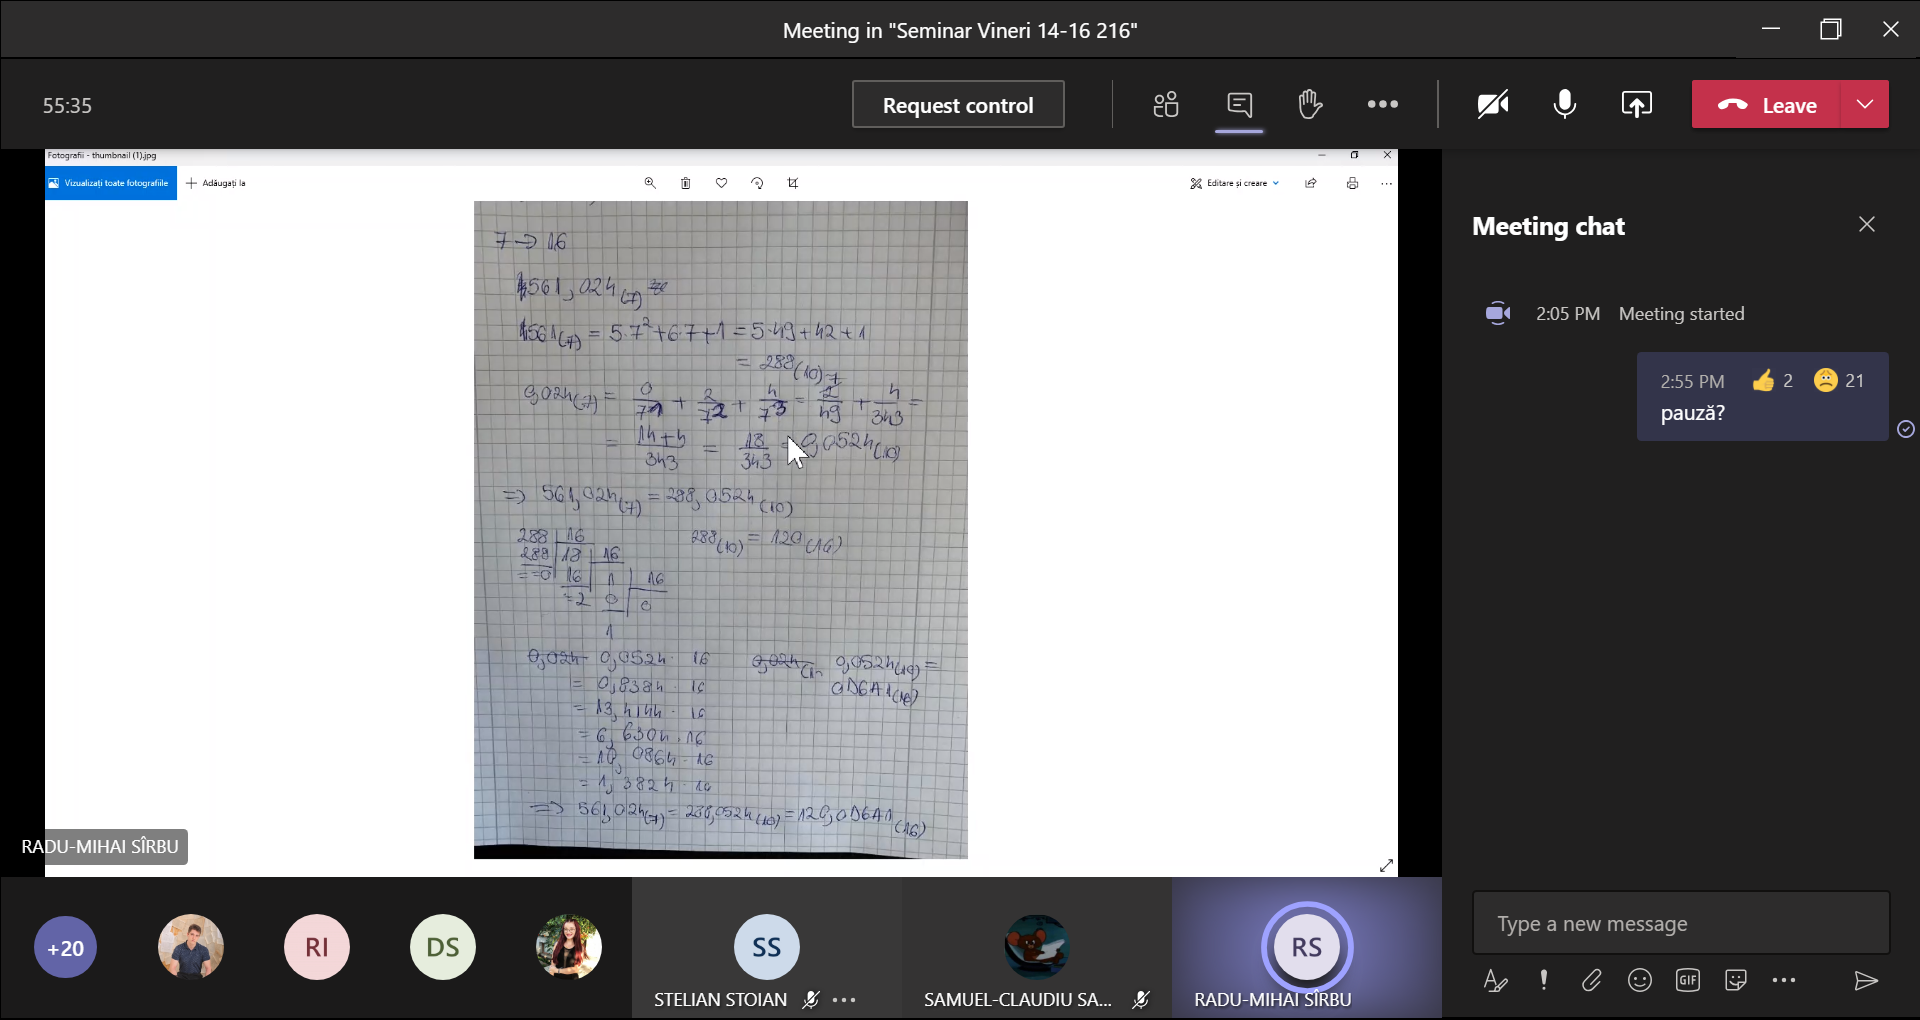 Meeting in "Seminar Vineri 14-16 216"
55:35
Request control
Leave
Fotografii - thumbnail (1).jpg
Vizualizați toate fotografiile
Adăugați la
Editare și creare
7 → 16
561,024(7)
561(7) = 5·7² + 6·7 + 1 = 5·49 + 42 + 1
= 288(10)
0,024(7) = 0/7¹ + 2/7² + 4/7³ = 2/49 + 4/343 =
= 14+4/343 = 18/343 = 0,0524(10)
=> 561,024(7) = 288,0524(10)
288 16
288 18 16
==0 16 1 16
=2 0 0
1
288(10) = 120(16)
0,024 0,0524 · 16
= 0,8384 · 16
= 13,4144 · 16
= 6,6304 · 16
= 10,0864 · 16
= 1,3824 · 16
0,024(1 0,0524(10) =
0D6A1(16)
=> 561,024(7) = 288,0524(10) = 120,0D6A1(16)
RADU-MIHAI SÎRBU
+20
RI
DS
SS
STELIAN STOIAN
SAMUEL-CLAUDIU SA...
RS
RADU-MIHAI SÎRBU
Meeting chat
2:05 PM Meeting started
2:55 PM 2 21
pauză?
Type a new message
GIF